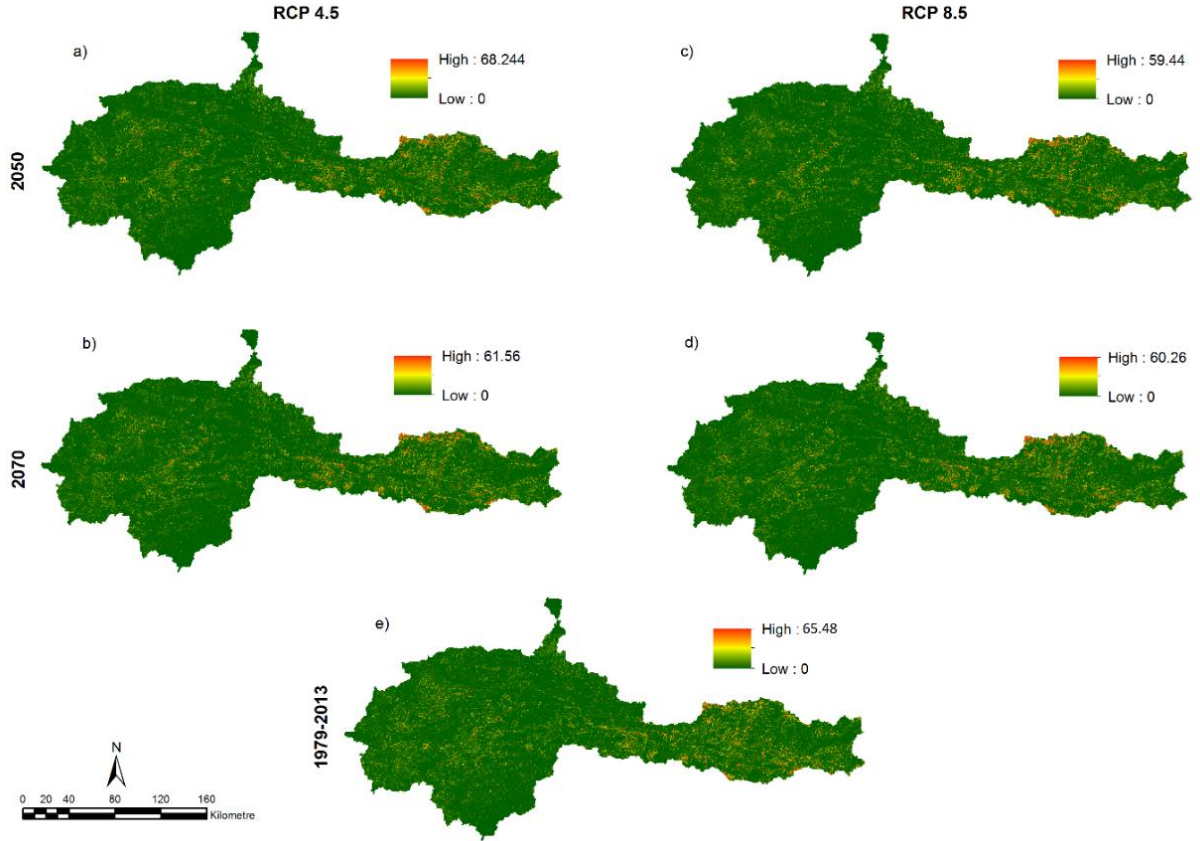 RCP 4.5
RCP 8.5
2050
a)
High : 68.244
Low : 0
c)
High : 59.44
Low : 0
2070
b)
High : 61.56
Low : 0
d)
High : 60.26
Low : 0
1979-2013
e)
High : 65.48
Low : 0
N
0 20 40 80 120 160
Kilometre